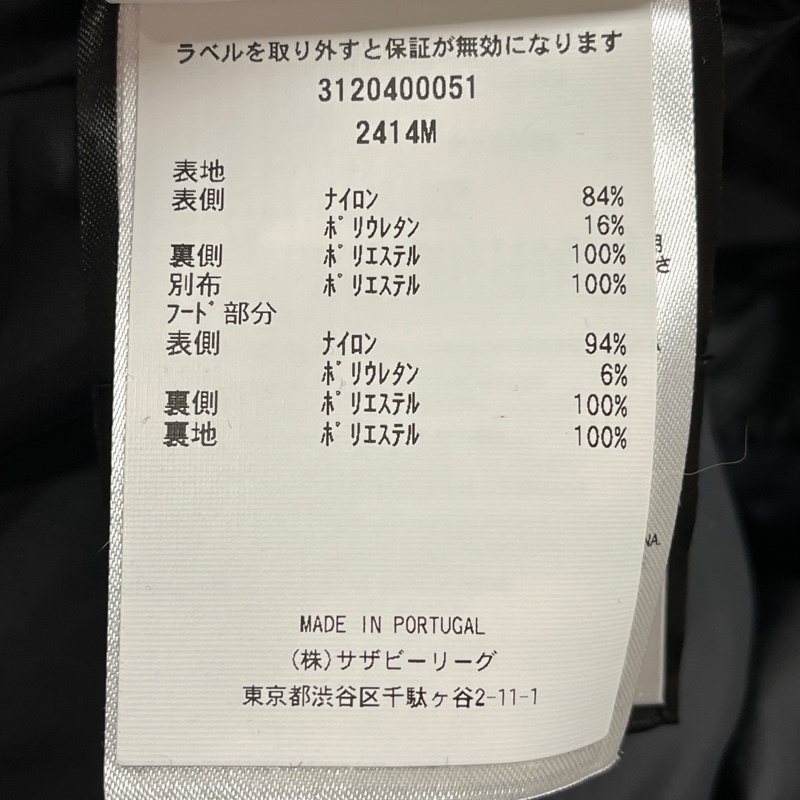 ラベルを取り外すと保証が無効になります
3120400051
2414M
表地
表側 ナイロン 84%
ポリウレタン 16%
裏側 ポリエステル 100%
別布 ポリエステル 100%
フード部分
表側 ナイロン 94%
ポリウレタン 6%
裏側 ポリエステル 100%
裏地 ポリエステル 100%
MADE IN PORTUGAL
(株)サザビーリーグ
東京都渋谷区千駄ヶ谷2-11-1